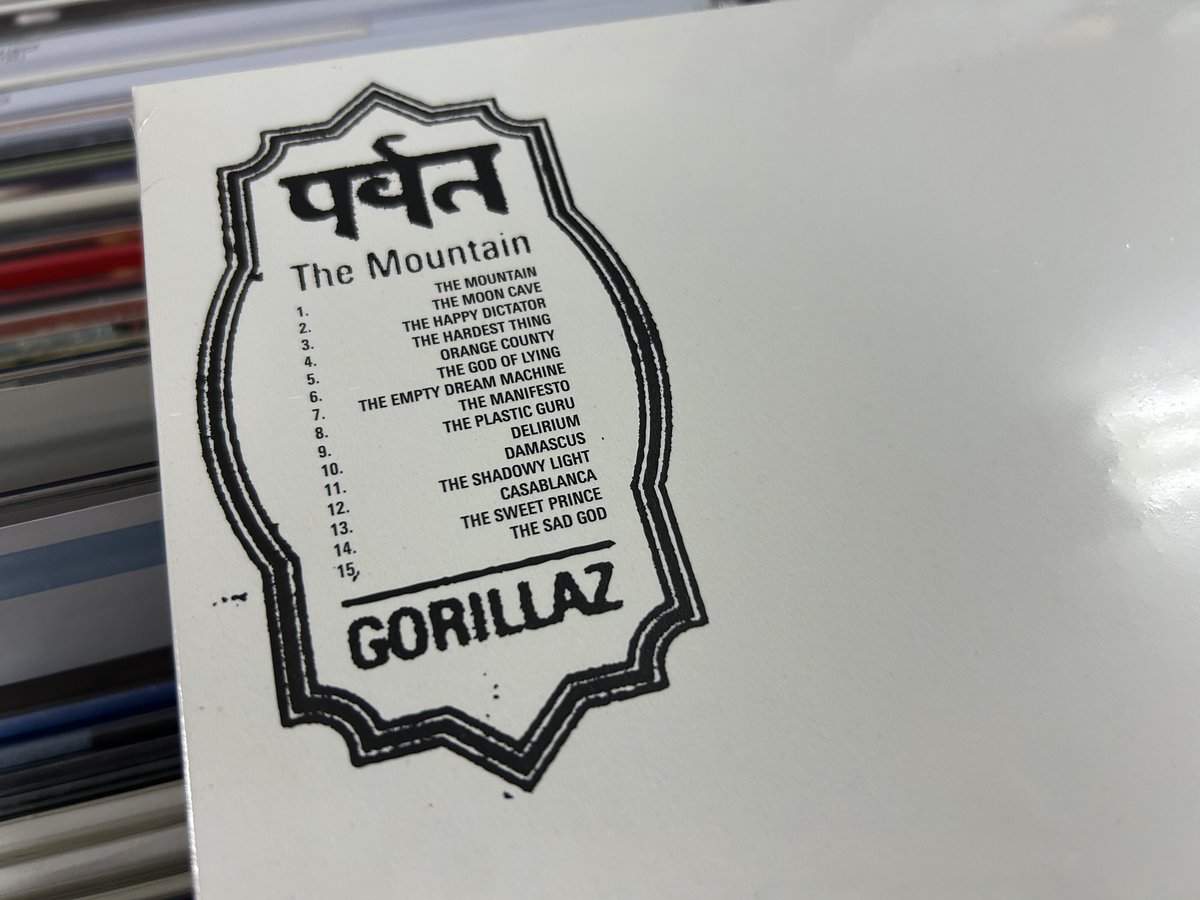 पर्वत
The Mountain
1. THE MOUNTAIN
2. THE MOON CAVE
3. THE HAPPY DICTATOR
4. THE HARDEST THING
5. ORANGE COUNTY
6. THE GOD OF LYING
7. THE EMPTY DREAM MACHINE
8. THE MANIFESTO
9. THE PLASTIC GURU
10. DELIRIUM
11. DAMASCUS
12. THE SHADOWY LIGHT
13. CASABLANCA
14. THE SWEET PRINCE
15. THE SAD GOD
GORILLAZ